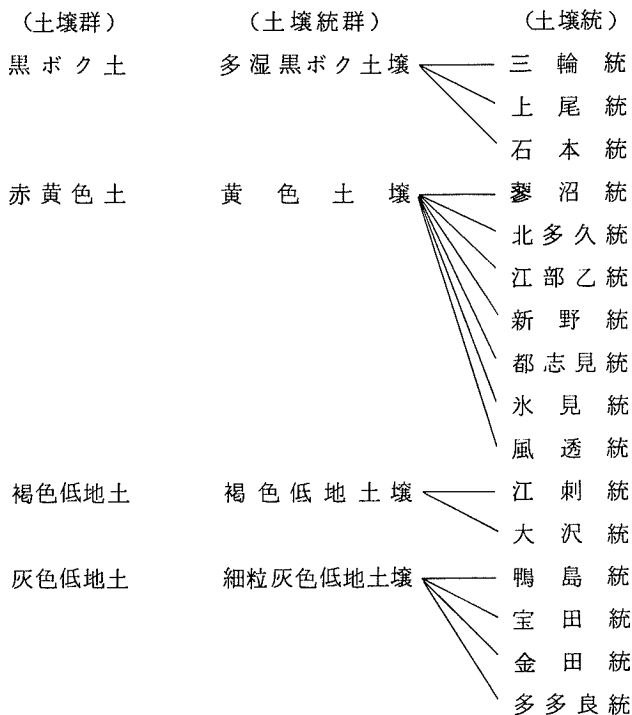 （土壌群） （土壌統群） （土壌統）
黒ボク土 多湿黒ボク土壌 三輪統
上尾統
石本統
赤黄色土 黄色土壌 蓼沼統
北多久統
江部乙統
新野統
都志見統
氷見統
風透統
褐色低地土 褐色低地土壌 江刺統
大沢統
灰色低地土 細粒灰色低地土壌 鴨島統
宝田統
金田統
多多良統